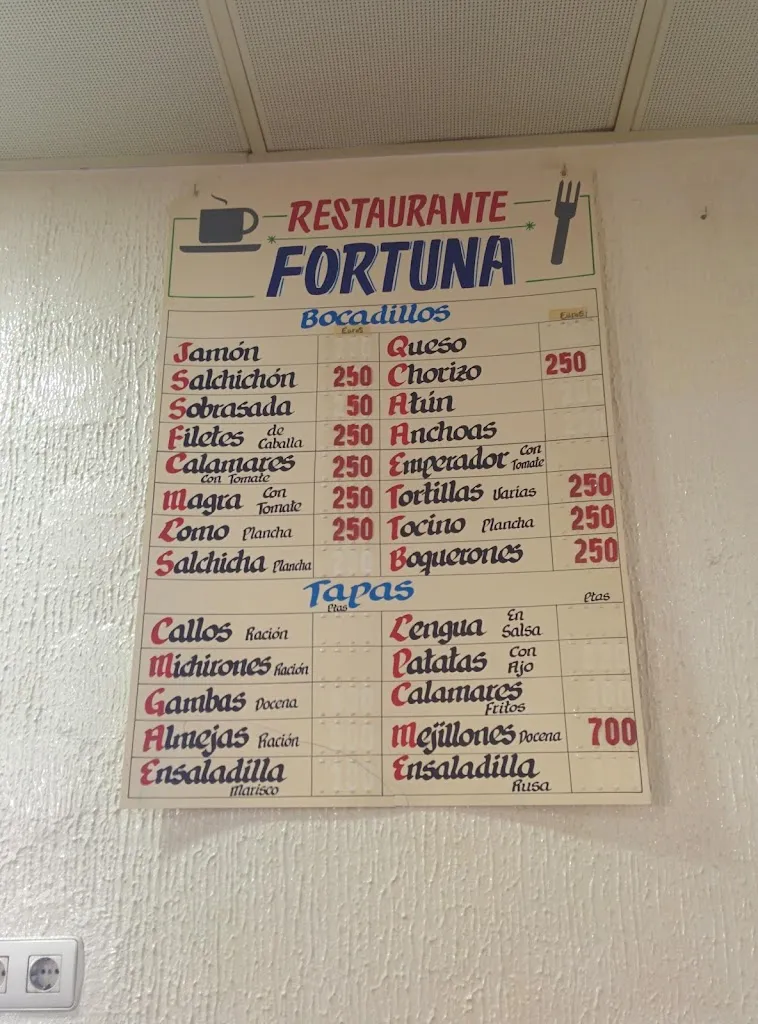 RESTAURANTE
FORTUNA
Bocadillos
Euros
Jamón
Salchichón 250
Sobrasada 50
Filetes de Caballa 250
Calamares con Tomate 250
Magra con Tomate 250
Lomo Plancha 250
Salchicha Plancha
Euros
Queso
Chorizo 250
Atún
Anchoas
Emperador con Tomate
Tortillas Varias 250
Tocino Plancha 250
Boquerones 250
Tapas
Ptas
Callos Ración
Michirones Ración
Gambas Docena
Almejas Ración
Ensaladilla Marisco
Ptas
Lengua En Salsa
Patatas Con Ajo
Calamares Fritos
Mejillones Docena 700
Ensaladilla Rusa